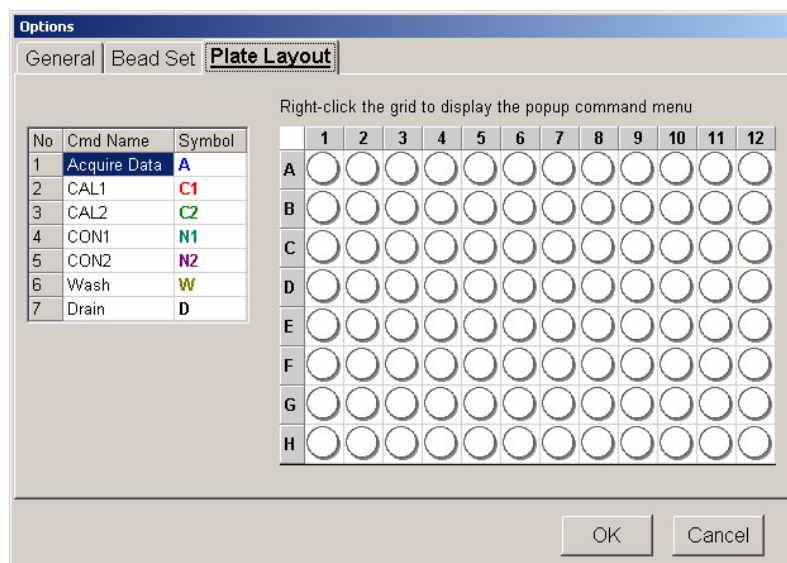 Options
General Bead Set Plate Layout
Right-click the grid to display the popup command menu
No Cmd Name Symbol
1 Acquire Data A
2 CAL1 C1
3 CAL2 C2
4 CON1 N1
5 CON2 N2
6 Wash W
7 Drain D
1 2 3 4 5 6 7 8 9 10 11 12
A
B
C
D
E
F
G
H
OK Cancel